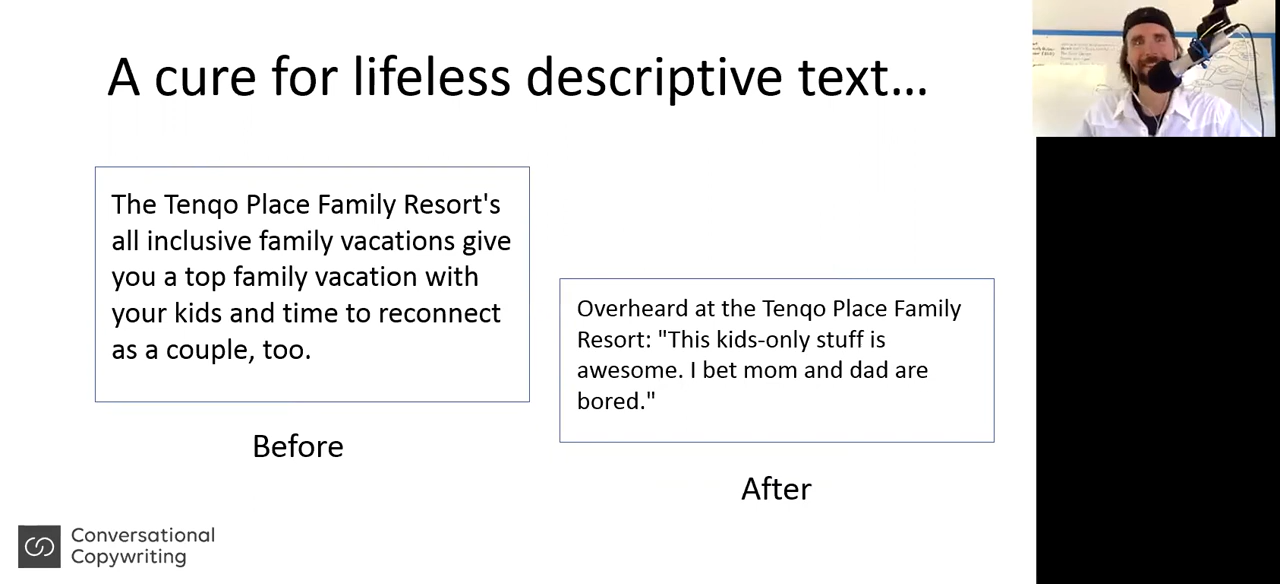 A cure for lifeless descriptive text...
The Tenqo Place Family Resort's
all inclusive family vacations give
you a top family vacation with
your kids and time to reconnect
as a couple, too.
Before
Overheard at the Tenqo Place Family
Resort: "This kids-only stuff is
awesome. I bet mom and dad are
bored."
After
Conversational
Copywriting